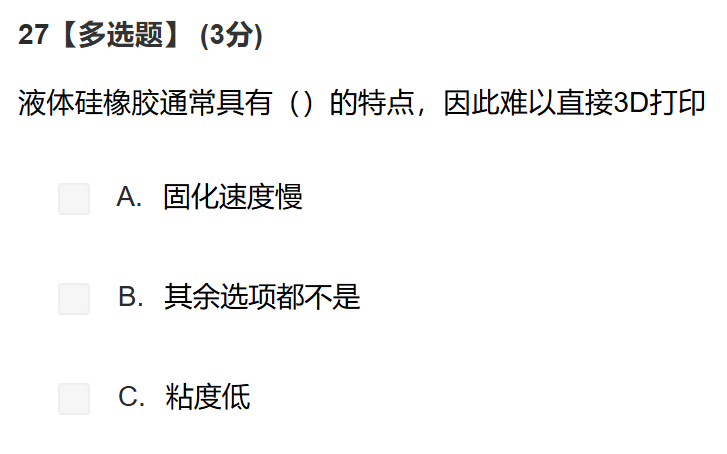 27【多选题】 (3分)
液体硅橡胶通常具有（）的特点，因此难以直接3D打印
A. 固化速度慢
B. 其余选项都不是
C. 粘度低